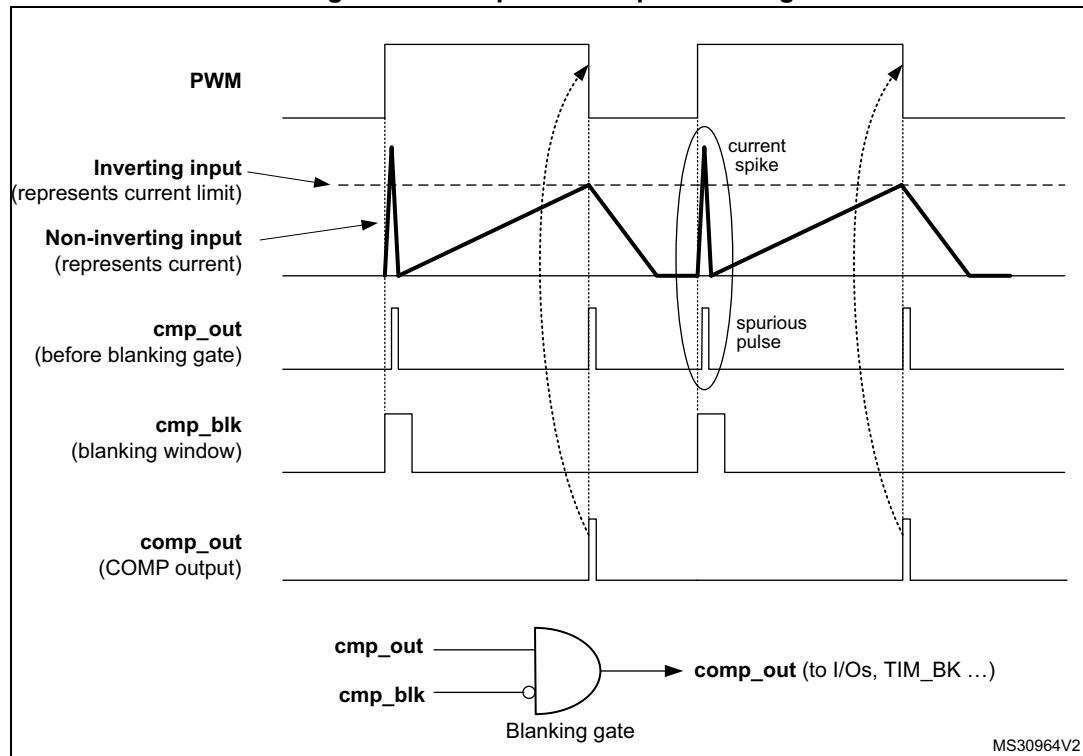 PWM
Inverting input
(represents current limit)
current
spike
Non-inverting input
(represents current)
cmp_out
(before blanking gate)
spurious
pulse
cmp_blk
(blanking window)
comp_out
(COMP output)
cmp_out
cmp_blk
comp_out (to I/Os, TIM_BK …)
Blanking gate
MS30964V2